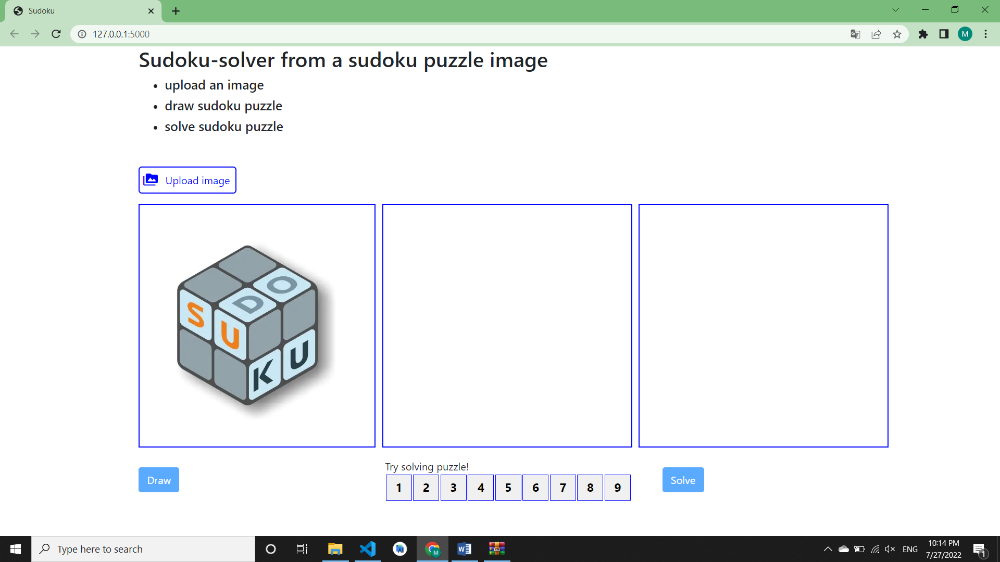 Sudoku
127.0.0.1:5000
M
Sudoku-solver from a sudoku puzzle image
• upload an image
• draw sudoku puzzle
• solve sudoku puzzle
Upload image
S U D O
K U
Try solving puzzle!
Draw
1 2 3 4 5 6 7 8 9
Solve
Type here to search
M
W
ENG
10:14 PM
7/27/2022
1